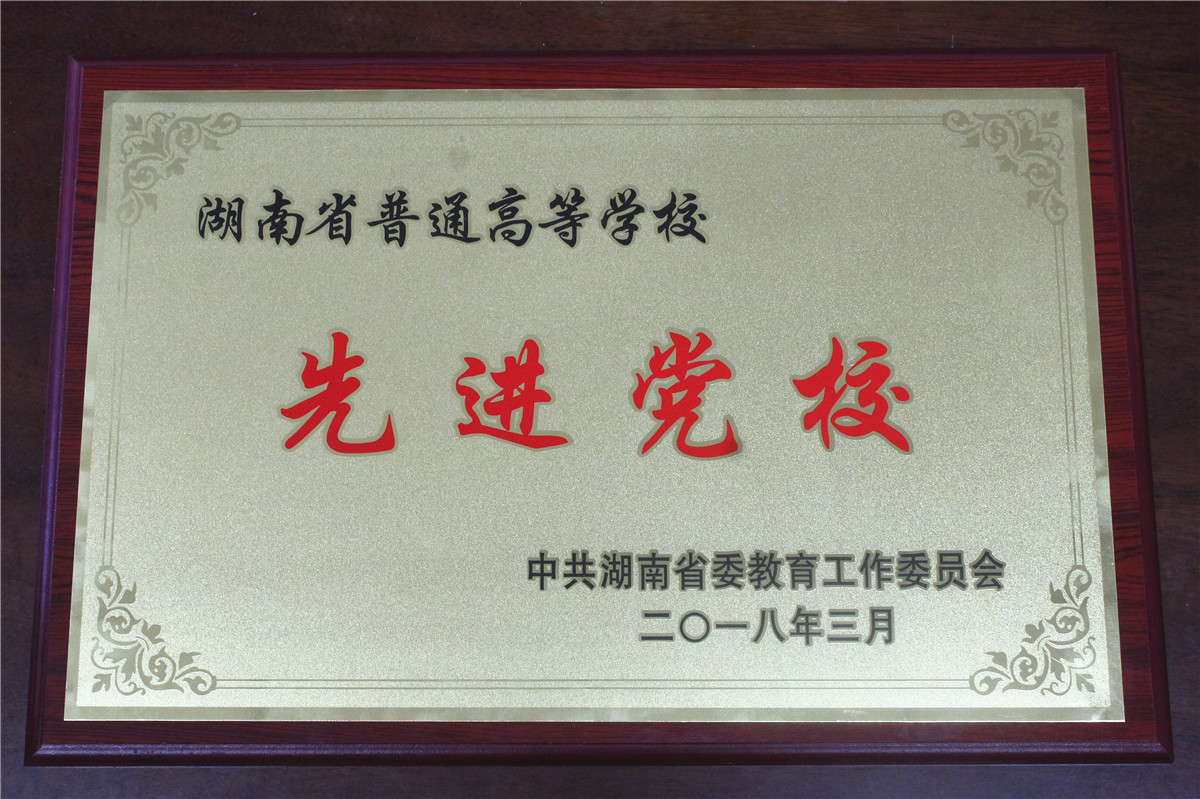 湖南省普通高等学校
先进党校
中共湖南省委教育工作委员会
二〇一八年三月